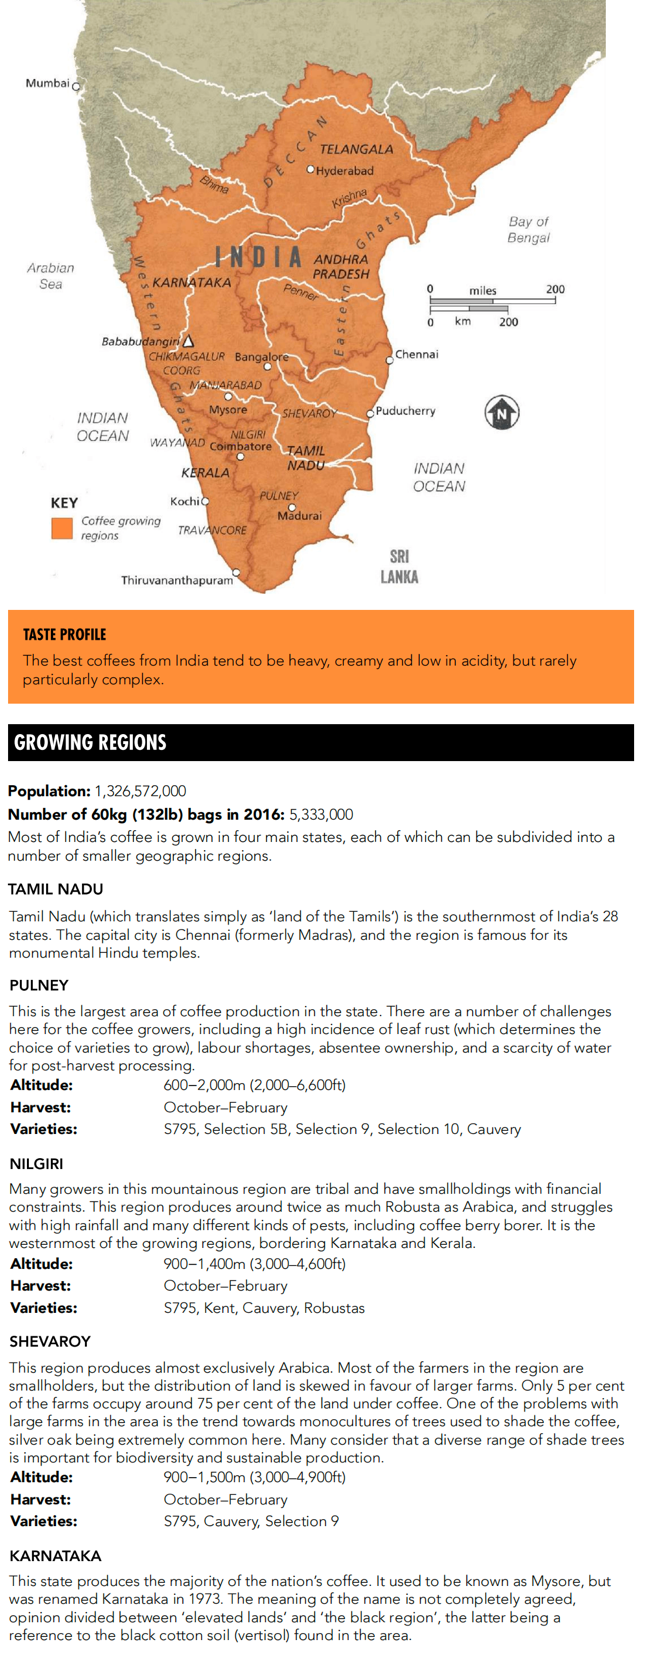 Mumbai
DECCAN
TELANGALA
Hyderabad
Bhima
Krishna
Bay of
Bengal
Eastern Ghats
INDIA
ANDHRA
PRADESH
Arabian
Sea
Western Ghats
KARNATAKA
Penner
0 miles 200
0 km 200
Bababudangiri
CHIKMAGALUR
Bangalore
Chennai
COORG
MANJARABAD
Mysore
SHEVAROY
Puducherry
N
INDIAN
OCEAN
WAYANAD
NILGIRI
Coimbatore
TAMIL
NADU
INDIAN
OCEAN
KERALA
KEY
Coffee growing
regions
Kochi
PULNEY
Madurai
TRAVANCORE
SRI
LANKA
Thiruvananthapuram
TASTE PROFILE
The best coffees from India tend to be heavy, creamy and low in acidity, but rarely
particularly complex.
GROWING REGIONS
Population: 1,326,572,000
Number of 60kg (132lb) bags in 2016: 5,333,000
Most of India's coffee is grown in four main states, each of which can be subdivided into a
number of smaller geographic regions.
TAMIL NADU
Tamil Nadu (which translates simply as 'land of the Tamils') is the southernmost of India's 28
states. The capital city is Chennai (formerly Madras), and the region is famous for its
monumental Hindu temples.
PULNEY
This is the largest area of coffee production in the state. There are a number of challenges
here for the coffee growers, including a high incidence of leaf rust (which determines the
choice of varieties to grow), labour shortages, absentee ownership, and a scarcity of water
for post-harvest processing.
Altitude: 600–2,000m (2,000–6,600ft)
Harvest: October–February
Varieties: S795, Selection 5B, Selection 9, Selection 10, Cauvery
NILGIRI
Many growers in this mountainous region are tribal and have smallholdings with financial
constraints. This region produces around twice as much Robusta as Arabica, and struggles
with high rainfall and many different kinds of pests, including coffee berry borer. It is the
westernmost of the growing regions, bordering Karnataka and Kerala.
Altitude: 900–1,400m (3,000–4,600ft)
Harvest: October–February
Varieties: S795, Kent, Cauvery, Robustas
SHEVAROY
This region produces almost exclusively Arabica. Most of the farmers in the region are
smallholders, but the distribution of land is skewed in favour of larger farms. Only 5 per cent
of the farms occupy around 75 per cent of the land under coffee. One of the problems with
large farms in the area is the trend towards monocultures of trees used to shade the coffee,
silver oak being extremely common here. Many consider that a diverse range of shade trees
is important for biodiversity and sustainable production.
Altitude: 900–1,500m (3,000–4,900ft)
Harvest: October–February
Varieties: S795, Cauvery, Selection 9
KARNATAKA
This state produces the majority of the nation's coffee. It used to be known as Mysore, but
was renamed Karnataka in 1973. The meaning of the name is not completely agreed,
opinion divided between 'elevated lands' and 'the black region', the latter being a
reference to the black cotton soil (vertisol) found in the area.